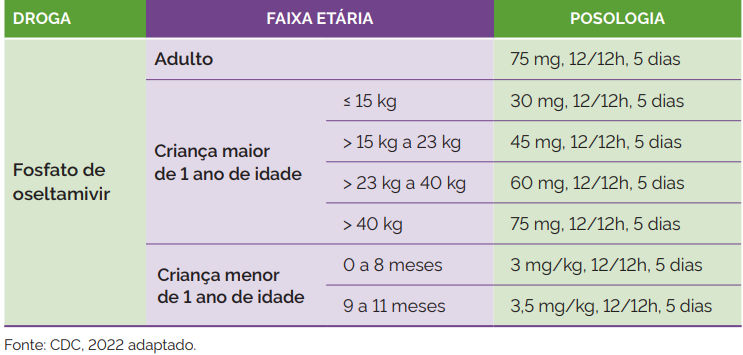 DROGA FAIXA ETÁRIA POSOLOGIA
Fosfato de
oseltamivir
Adulto 75 mg, 12/12h, 5 dias
Criança maior
de 1 ano de idade
≤ 15 kg 30 mg, 12/12h, 5 dias
> 15 kg a 23 kg 45 mg, 12/12h, 5 dias
> 23 kg a 40 kg 60 mg, 12/12h, 5 dias
> 40 kg 75 mg, 12/12h, 5 dias
Criança menor
de 1 ano de idade
0 a 8 meses 3 mg/kg, 12/12h, 5 dias
9 a 11 meses 3,5 mg/kg, 12/12h, 5 dias
Fonte: CDC, 2022 adaptado.